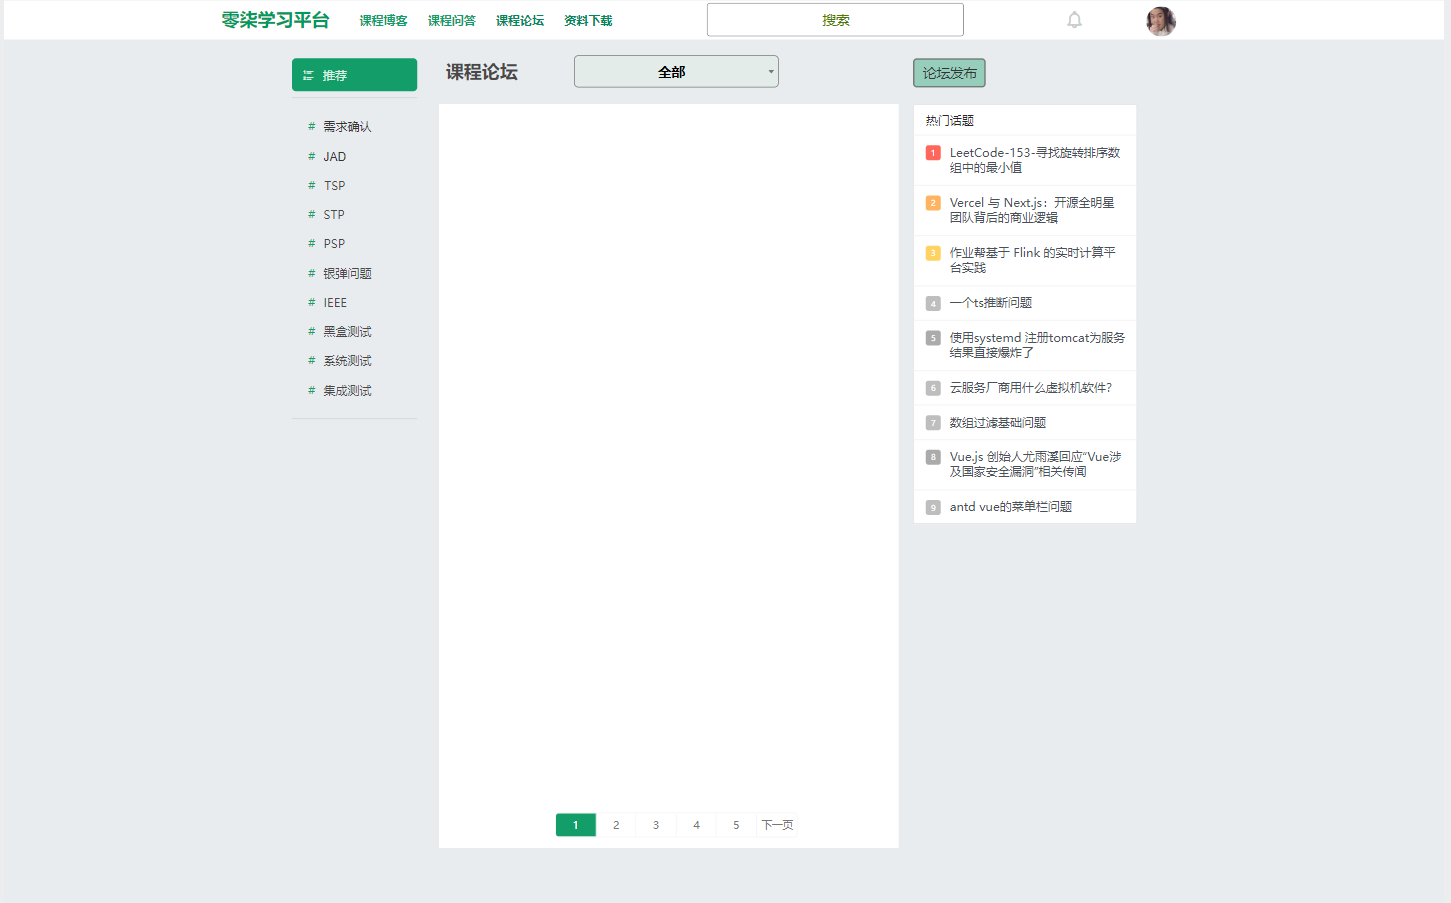 零柒学习平台 课程博客 课程问答 课程论坛 资料下载 搜索
推荐
# 需求确认
# JAD
# TSP
# STP
# PSP
# 银弹问题
# IEEE
# 黑盒测试
# 系统测试
# 集成测试
课程论坛 全部 论坛发布
热门话题
1 LeetCode-153-寻找旋转排序数
组中的最小值
2 Vercel 与 Next.js：开源全明星
团队背后的商业逻辑
3 作业帮基于 Flink 的实时计算平
台实践
4 一个ts推断问题
5 使用systemd 注册tomcat为服务
结果直接爆炸了
6 云服务厂商用什么虚拟机软件?
7 数组过滤基础问题
8 Vue.js 创始人尤雨溪回应“Vue涉
及国家安全漏洞”相关传闻
9 antd vue的菜单栏问题
1 2 3 4 5 下一页